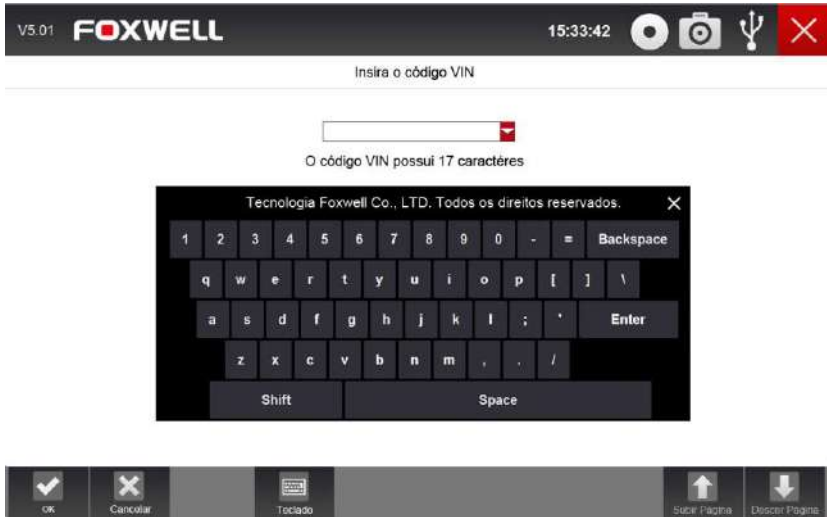 V5.01 FOXWELL 15:33:42
Insira o código VIN
O código VIN possui 17 caractéres
Tecnologia Foxwell Co., LTD. Todos os direitos reservados.
1 2 3 4 5 6 7 8 9 0 - = Backspace
q w e r t y u i o p [ ] \
a s d f g h j k l ; ' Enter
z x c v b n m , . /
Shift Space
OK Cancelar Teclado Subir Página Descer Página